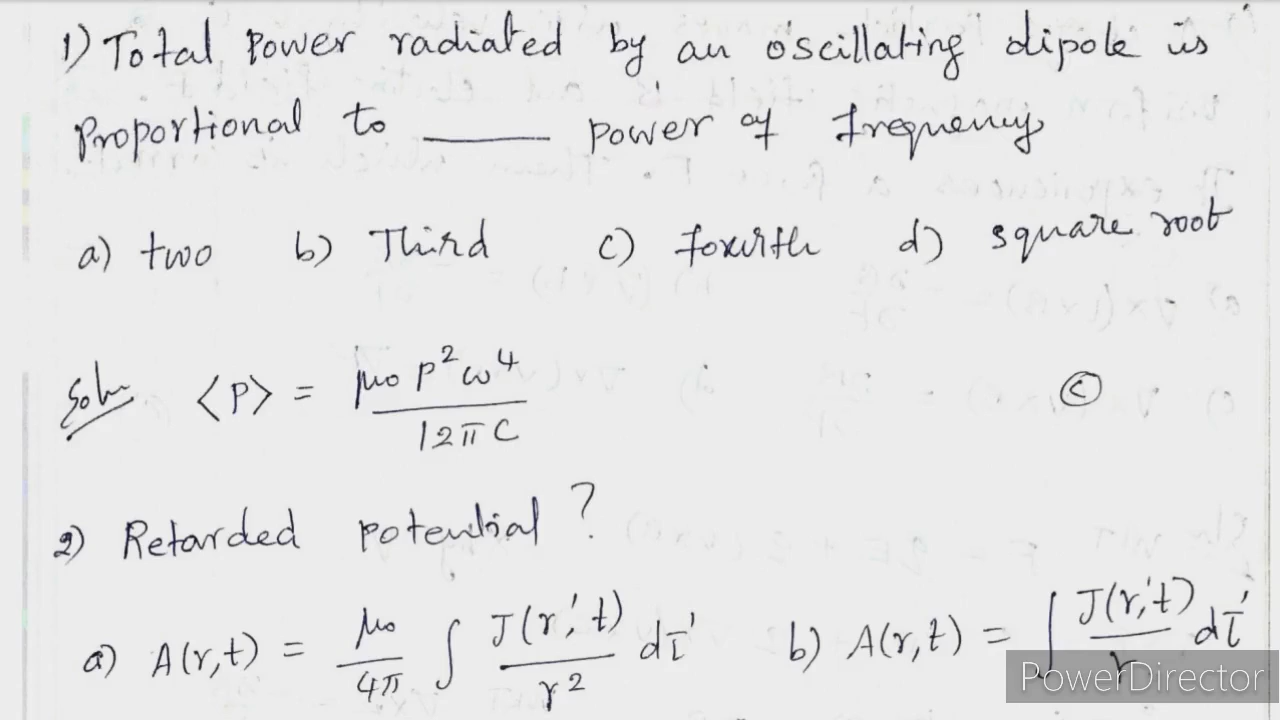 1) Total power radiated by an oscillating dipole is
proportional to ______ power of frequency
a) two b) Third c) fourth d) square root
Soln <P> = μ₀ p² ω⁴ / 12 π C (c)
2) Retarded potential ?
a) A(r,t) = μ₀/4π ∫ J(r',t)/r² dτ' b) A(r,t) = ∫ J(r',t)/r dτ'
PowerDirector